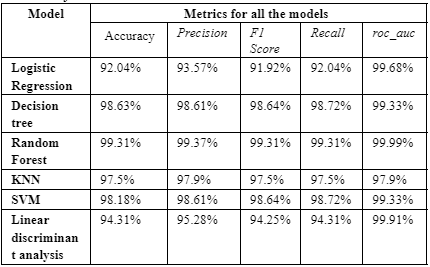 Model Metrics for all the models
Accuracy Precision F1 Score Recall roc_auc
Logistic Regression 92.04% 93.57% 91.92% 92.04% 99.68%
Decision tree 98.63% 98.61% 98.64% 98.72% 99.33%
Random Forest 99.31% 99.37% 99.31% 99.31% 99.99%
KNN 97.5% 97.9% 97.5% 97.5% 97.9%
SVM 98.18% 98.61% 98.64% 98.72% 99.33%
Linear discriminan t analysis 94.31% 95.28% 94.25% 94.31% 99.91%